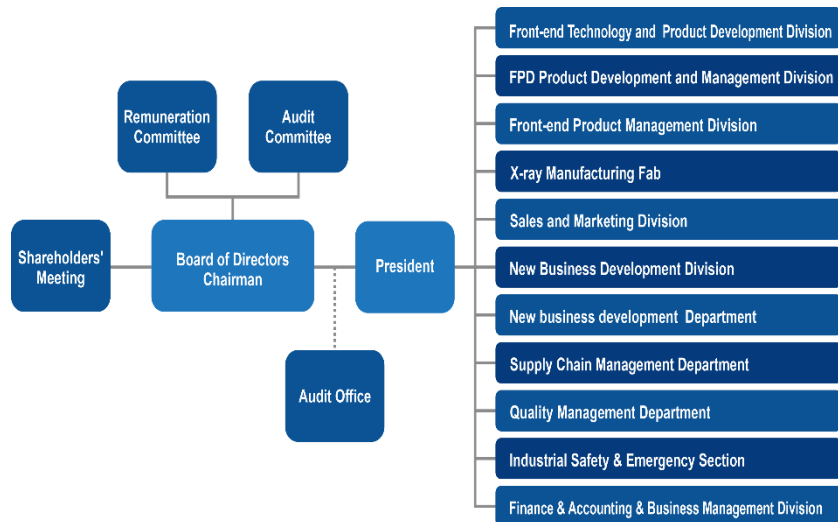 Remuneration
Committee
Audit
Committee
Shareholders'
Meeting
Board of Directors
Chairman
President
Audit Office
Front-end Technology and Product Development Division
FPD Product Development and Management Division
Front-end Product Management Division
X-ray Manufacturing Fab
Sales and Marketing Division
New Business Development Division
New business development Department
Supply Chain Management Department
Quality Management Department
Industrial Safety & Emergency Section
Finance & Accounting & Business Management Division